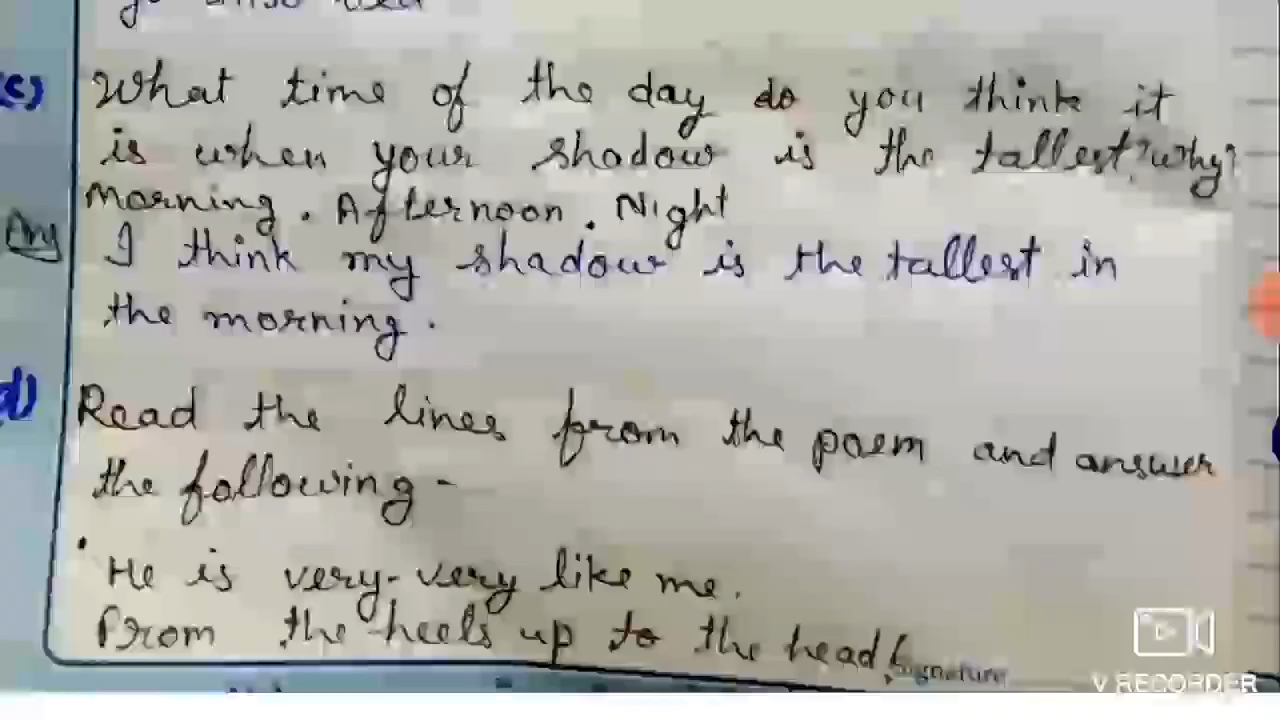 (c) What time of the day do you think it
is when your shadow is the tallest? why?
Morning. Afternoon. Night
Ans I think my shadow is the tallest in
the morning.
d) Read the lines from the poem and answer
the following -
• He is very-very like me.
From the heels up to the head
Signature
V RECORDER